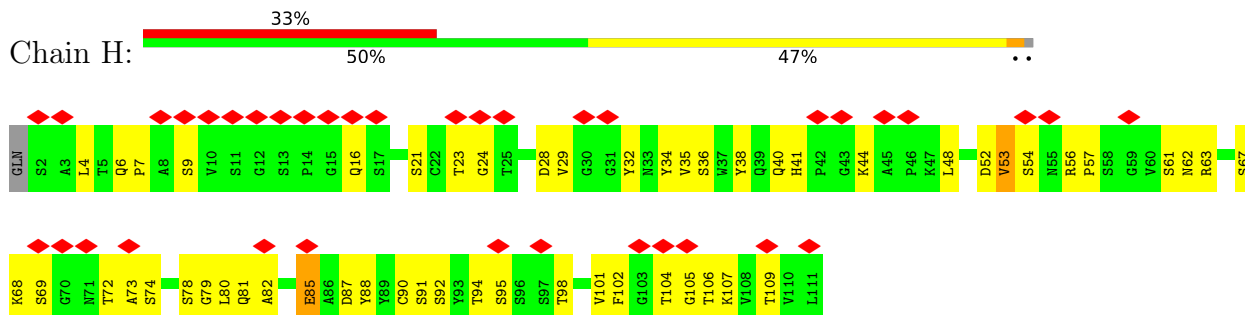 33%
Chain H:
50% 47% • •
GLN S2 A3 L4 T5 Q6 P7 A8 S9 V10 S11 G12 S13 P14 G15 Q16 S17 S21 C22 T23 G24 T25 D28 V29 G30 G31 Y32 N33 Y34 V35 S36 W37 Y38 Q39 Q40 H41 P42 G43 K44 A45 P46 K47 L48 D52 V53 S54 N55 R56 P57 S58 G59 V60 S61 N62 R63 S67
K68 S69 G70 N71 T72 A73 S74 S78 G79 L80 Q81 A82 E85 A86 D87 Y88 Y89 C90 S91 S92 Y93 T94 S95 S96 S97 T98 V101 F102 G103 T104 G105 T106 K107 V108 T109 V110 L111